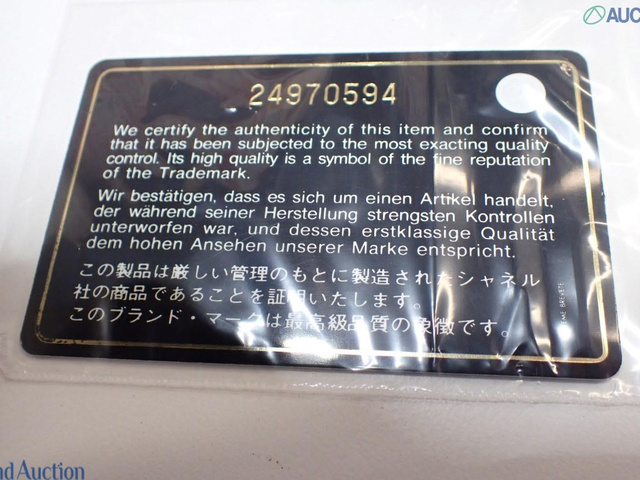 AUC
24970594
We certify the authenticity of this item and confirm
that it has been subjected to the most exacting quality
control. Its high quality is a symbol of the fine reputation
of the Trademark.
Wir bestätigen, dass es sich um einen Artikel handelt,
der während seiner Herstellung strengsten Kontrollen
unterworfen war, und dessen erstklassige Qualität
dem hohen Ansehen unserer Marke entspricht.
この製品は厳しい管理のもとに製造されたシャネル
社の商品であることを証明いたします。
このブランド・マークは最高級品質の象徴です。
nd Auction